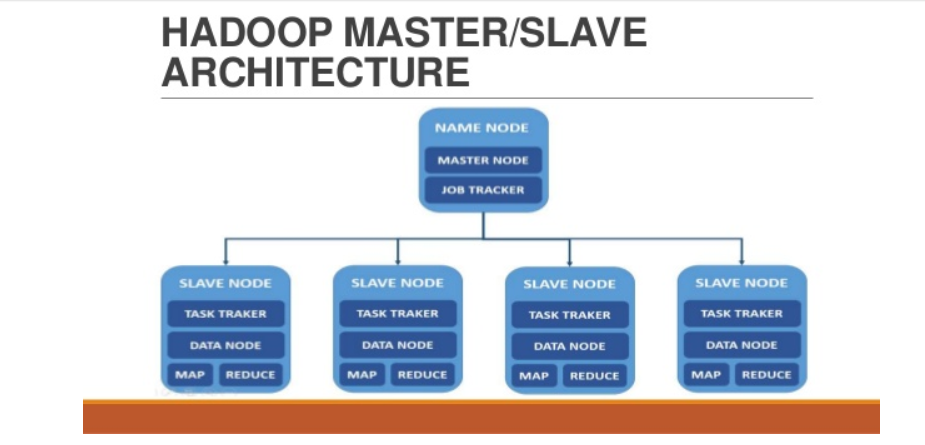 HADOOP MASTER/SLAVE
ARCHITECTURE
NAME NODE
MASTER NODE
JOB TRACKER
SLAVE NODE
TASK TRAKER
DATA NODE
MAP REDUCE
SLAVE NODE
TASK TRAKER
DATA NODE
MAP REDUCE
SLAVE NODE
TASK TRAKER
DATA NODE
MAP REDUCE
SLAVE NODE
TASK TRAKER
DATA NODE
MAP REDUCE